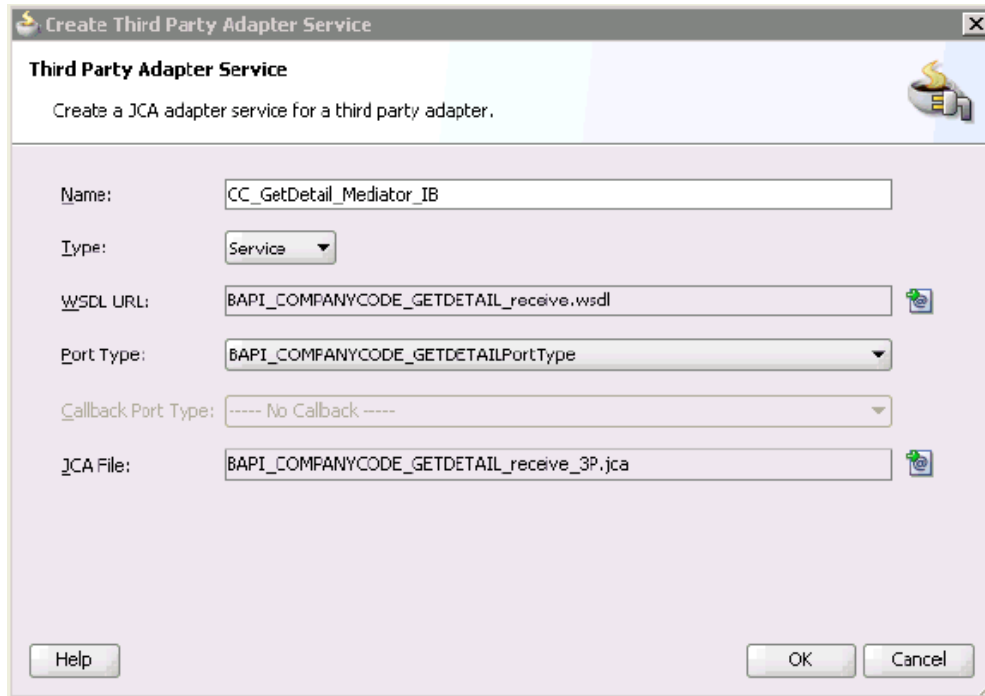 Create Third Party Adapter Service
Third Party Adapter Service
Create a JCA adapter service for a third party adapter.
Name: CC_GetDetail_Mediator_IB
Type: Service
WSDL URL: BAPI_COMPANYCODE_GETDETAIL_receive.wsdl
Port Type: BAPI_COMPANYCODE_GETDETAILPortType
Callback Port Type: ----- No Calback -----
JCA File: BAPI_COMPANYCODE_GETDETAIL_receive_3P.jca
Help OK Cancel